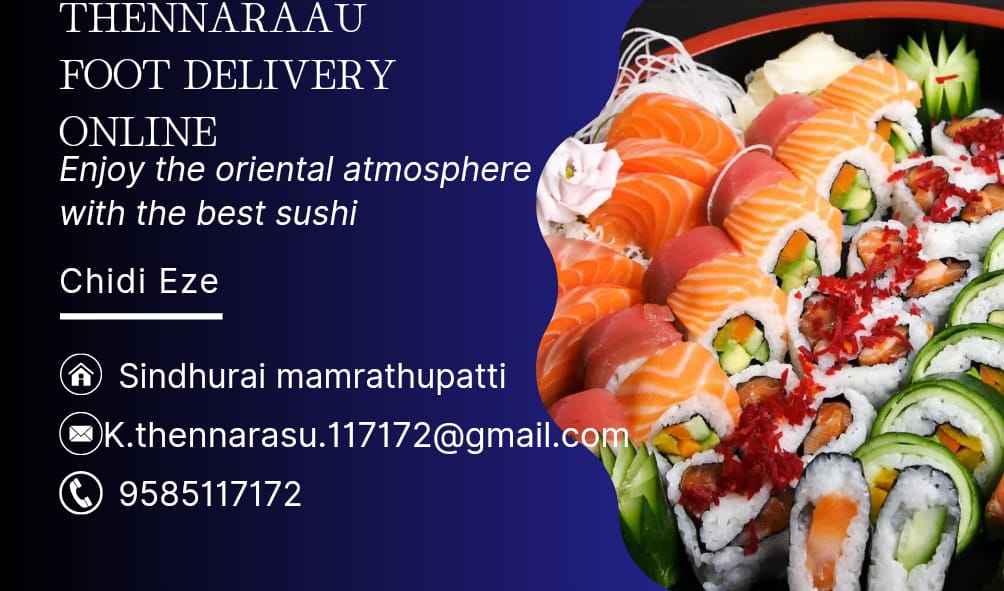 THENNARAAU
FOOT DELIVERY
ONLINE
Enjoy the oriental atmosphere
with the best sushi
Chidi Eze
Sindhurai mamrathupatti
K.thennarasu.117172@gmail.com
9585117172